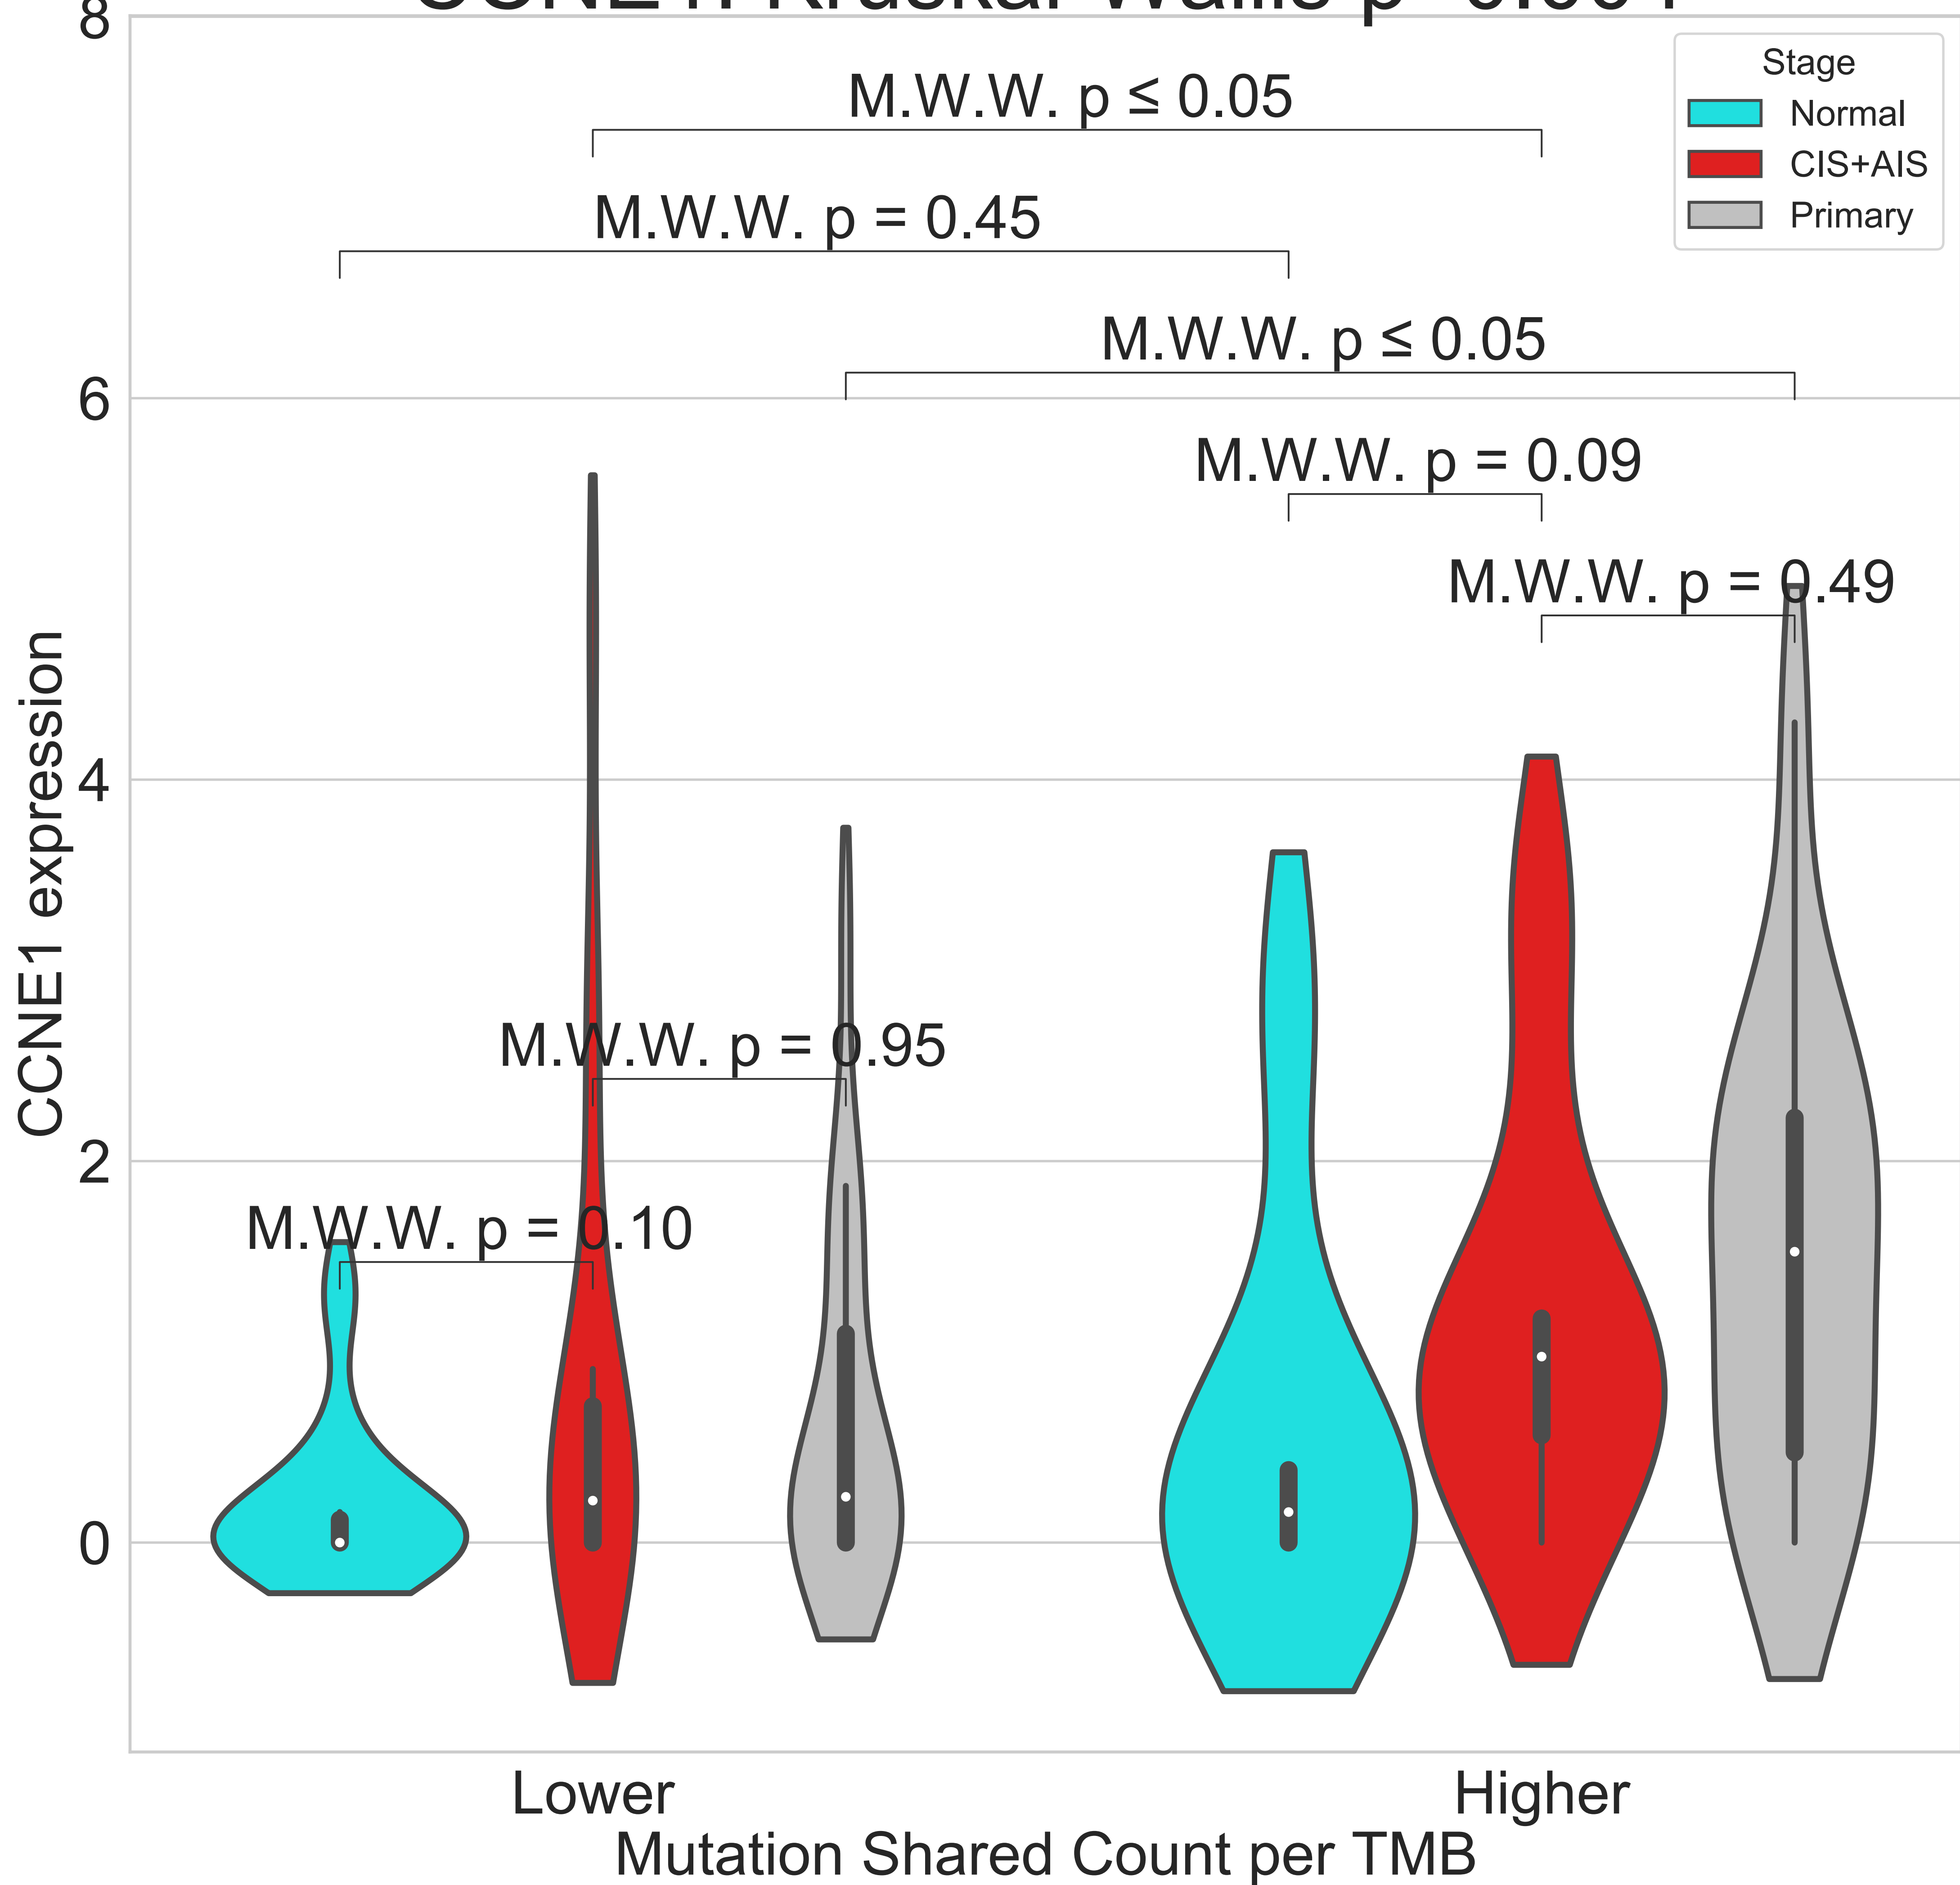 8
M.W.W. p ≤ 0.05
Stage
Normal
CIS+AIS
Primary
M.W.W. p = 0.45
M.W.W. p ≤ 0.05
6
M.W.W. p = 0.09
M.W.W. p = 0.49
CCNE1 expression
4
M.W.W. p = 0.95
2
M.W.W. p = 0.10
0
Lower
Higher
Mutation Shared Count per TMB